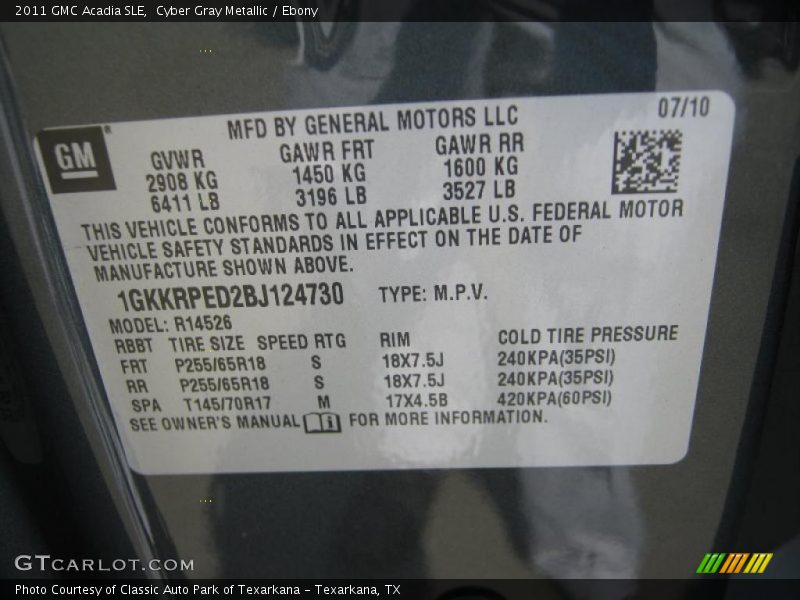 2011 GMC Acadia SLE,  Cyber Gray Metallic / Ebony
07/10
MFD BY GENERAL MOTORS LLC
GM
GVWR GAWR FRT GAWR RR
2908 KG 1450 KG 1600 KG
6411 LB 3196 LB 3527 LB
THIS VEHICLE CONFORMS TO ALL APPLICABLE U.S. FEDERAL MOTOR
VEHICLE SAFETY STANDARDS IN EFFECT ON THE DATE OF
MANUFACTURE SHOWN ABOVE.
1GKKRPED2BJ124730 TYPE: M.P.V.
MODEL: R14526
RBBT TIRE SIZE SPEED RTG RIM COLD TIRE PRESSURE
FRT P255/65R18 S 18X7.5J 240KPA(35PSI)
RR P255/65R18 S 18X7.5J 240KPA(35PSI)
SPA T145/70R17 M 17X4.5B 420KPA(60PSI)
SEE OWNER'S MANUAL FOR MORE INFORMATION.
GTCARLOT.COM
Photo Courtesy of Classic Auto Park of Texarkana - Texarkana, TX